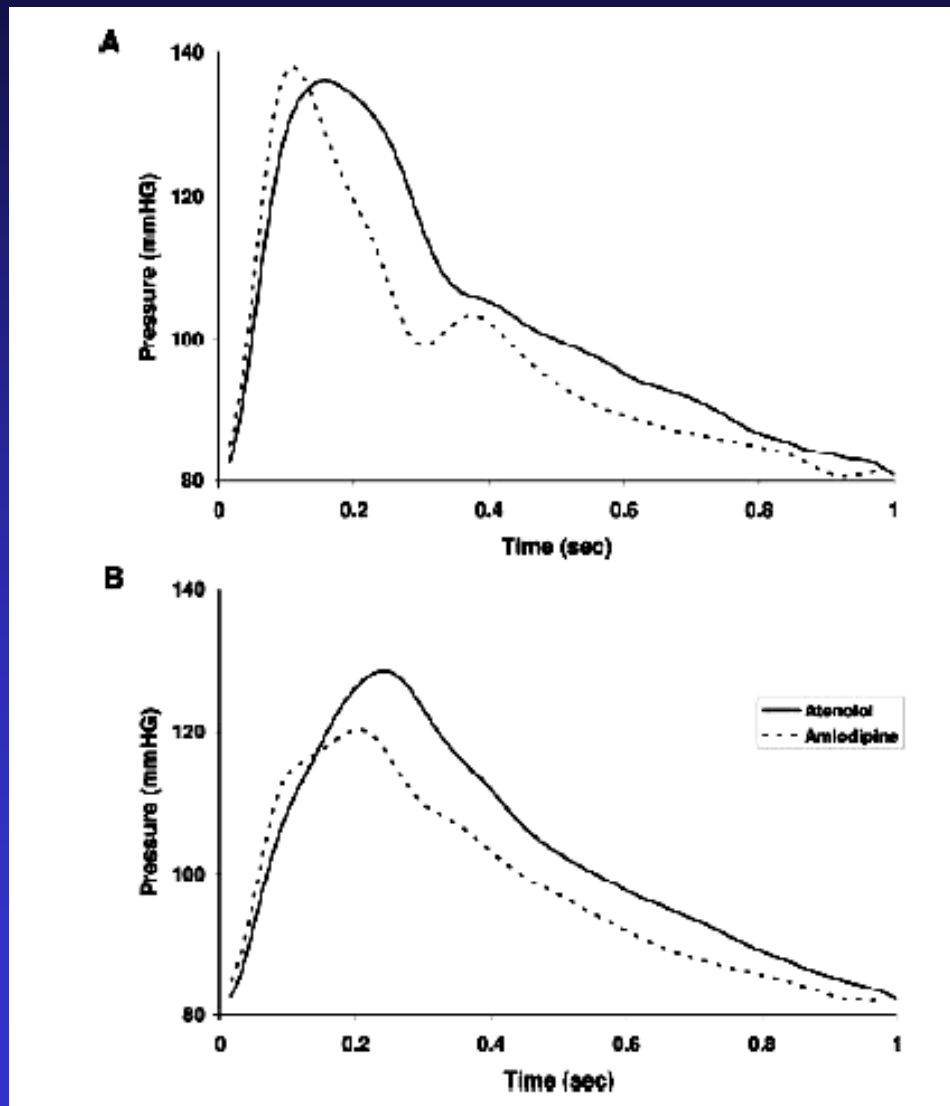 A
140
120
100
80
Pressure (mmHG)
0 0.2 0.4 0.6 0.8 1
Time (sec)
B
140
120
100
80
Pressure (mmHG)
Atenolol
Amlodipine
0 0.2 0.4 0.6 0.8 1
Time (sec)